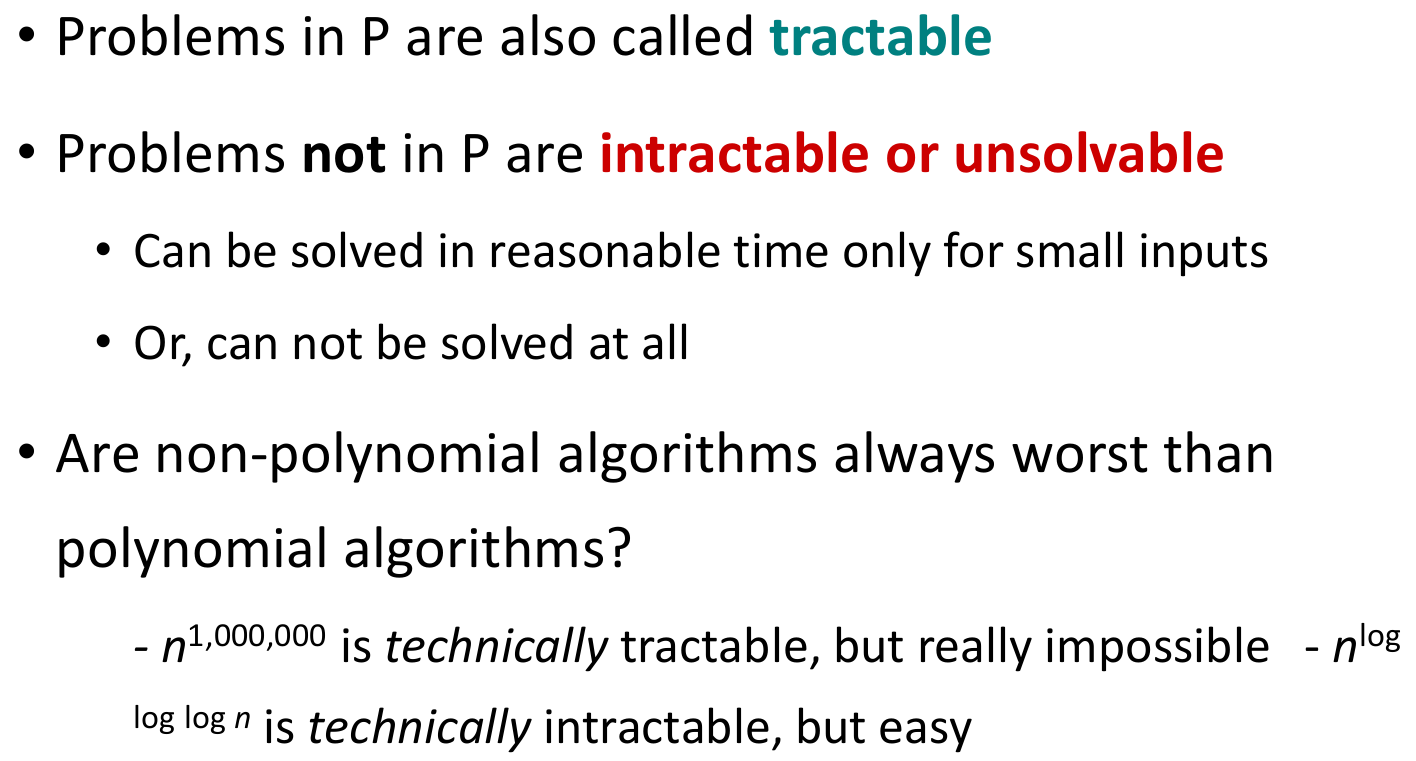 • Problems in P are also called tractable
• Problems not in P are intractable or unsolvable
• Can be solved in reasonable time only for small inputs
• Or, can not be solved at all
• Are non-polynomial algorithms always worst than
polynomial algorithms?
- n^1,000,000 is technically tractable, but really impossible - n^log
^log log n is technically intractable, but easy